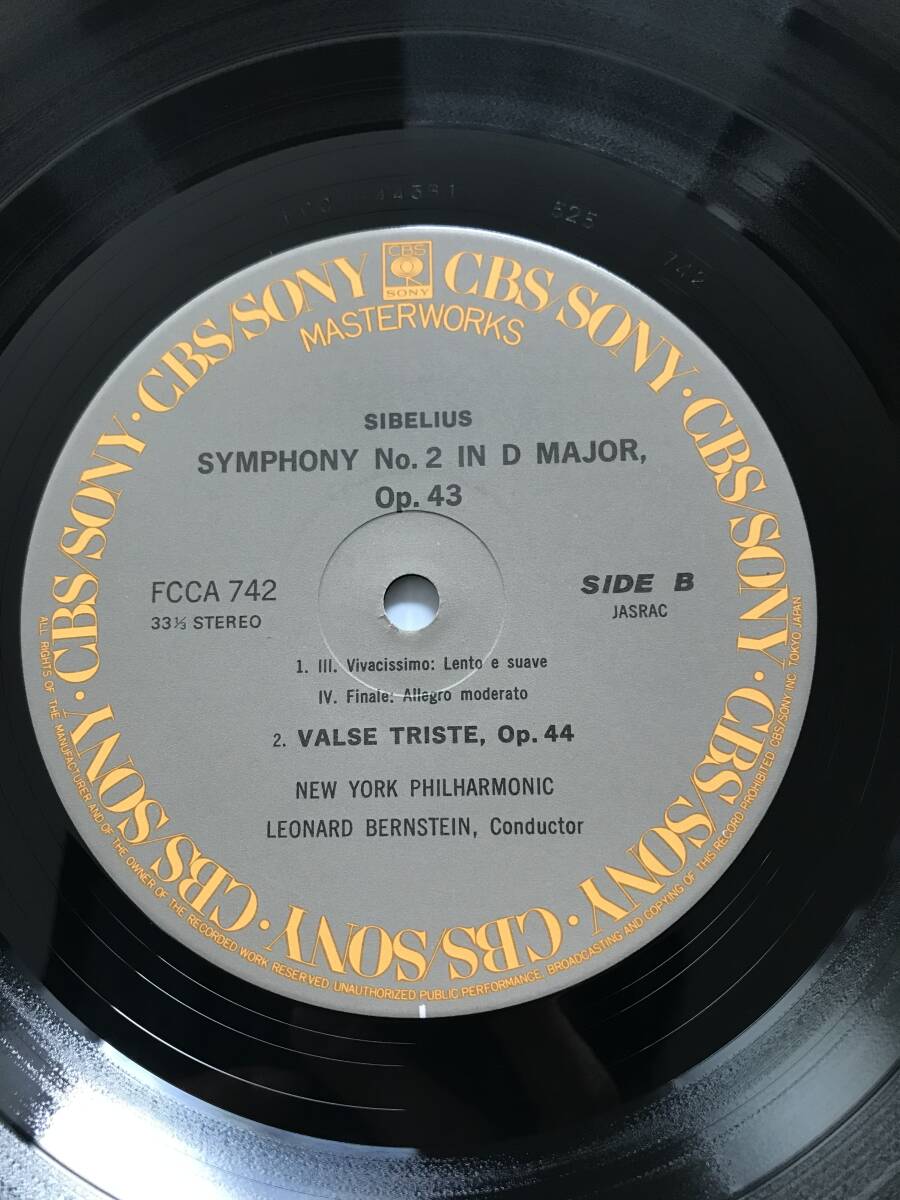 44581 525
742
CBS/SONY · CBS/SONY · CBS/SONY · CBS/SONY · CBS/SONY · CBS/SONY · CBS/SONY · CBS/SONY
CBS
SONY
MASTERWORKS
SIBELIUS
SYMPHONY No. 2 IN D MAJOR,
Op. 43
FCCA 742
33⅓ STEREO
SIDE B
JASRAC
1. III. Vivacissimo: Lento e suave
IV. Finale: Allegro moderato
2. VALSE TRISTE, Op. 44
NEW YORK PHILHARMONIC
LEONARD BERNSTEIN, Conductor
ALL RIGHTS OF THE MANUFACTURER AND OF THE OWNER OF THE RECORDED WORK RESERVED. UNAUTHORIZED PUBLIC PERFORMANCE, BROADCASTING AND COPYING OF THIS RECORD PROHIBITED CBS/SONY INC. TOKYO JAPAN